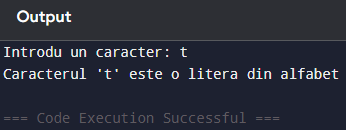 Output
Introdu un caracter: t
Caracterul 't' este o litera din alfabet
=== Code Execution Successful ===